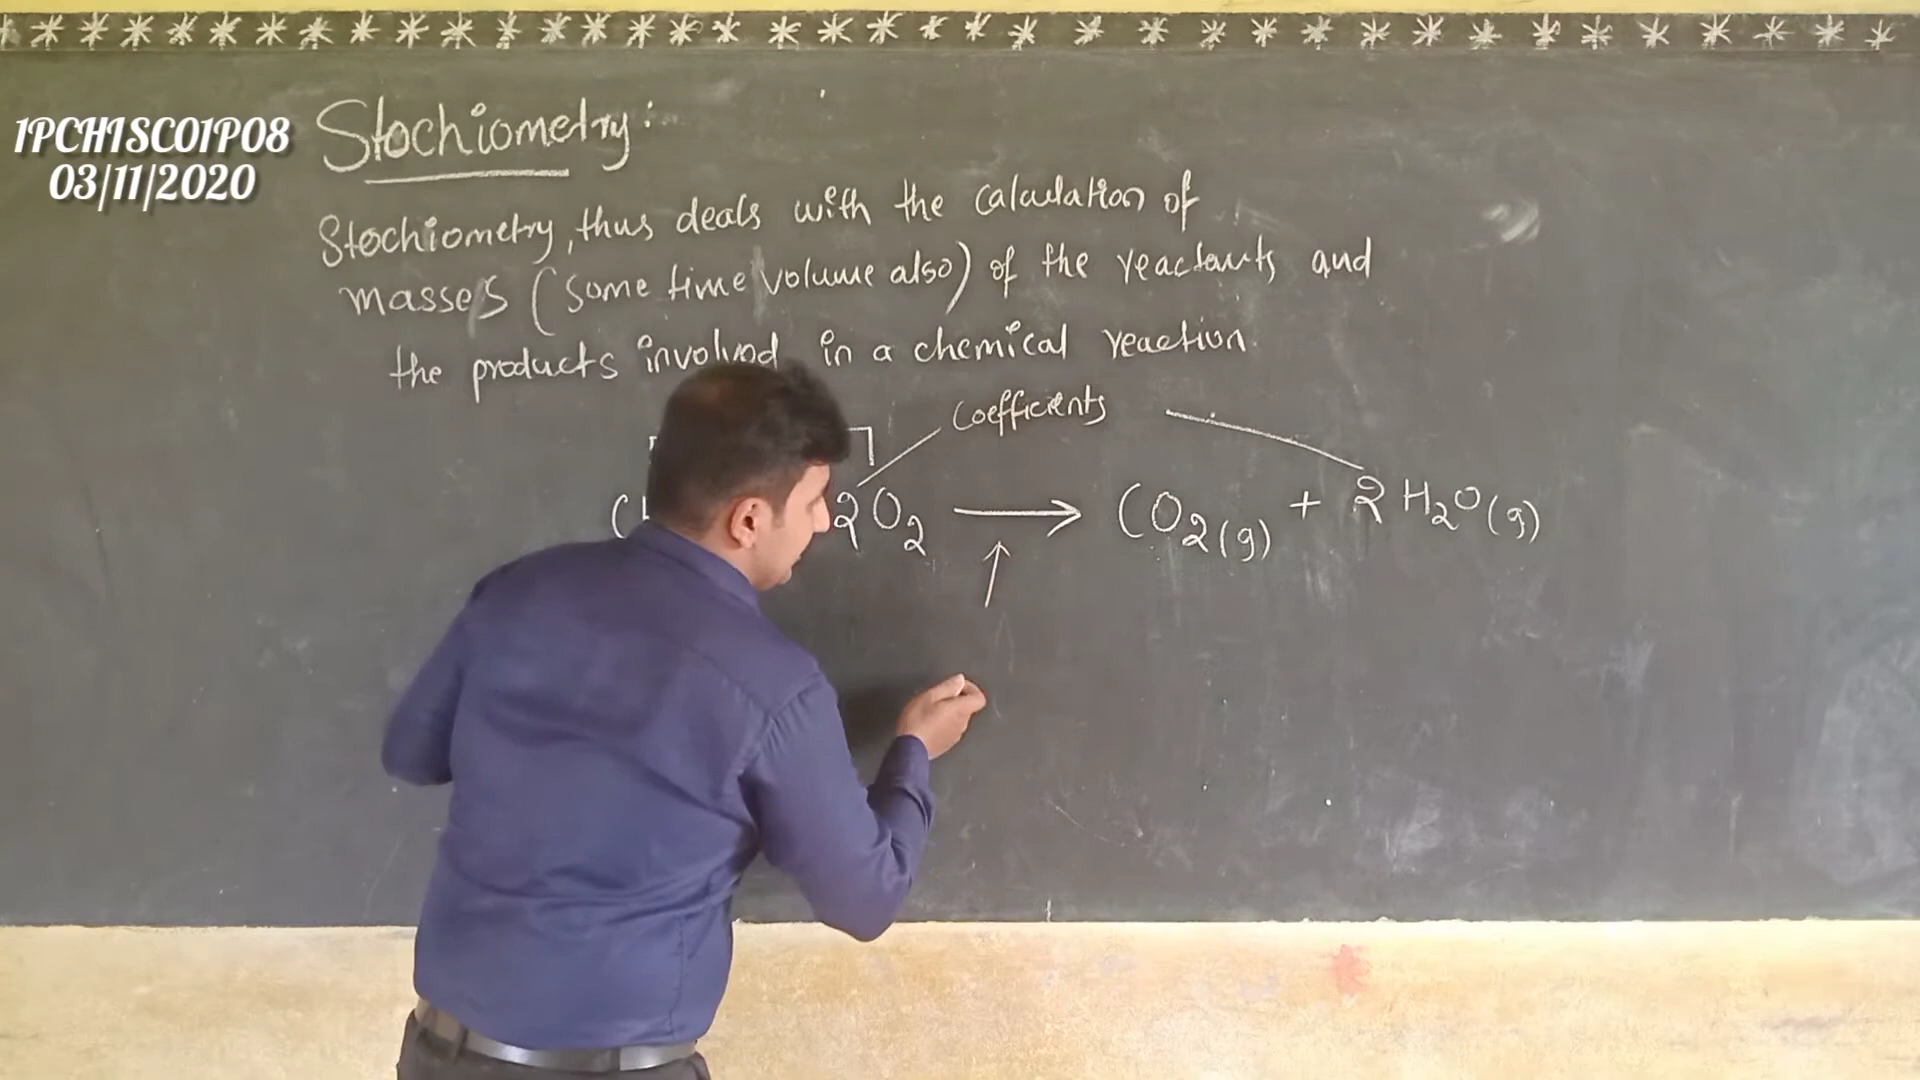 1PCH1SC01P08
03/11/2020
Stochiometry:
Stochiometry, thus deals with the calculation of
masses (some time volume also) of the reactants and
the products involved in a chemical reaction.
Coefficients
2O2 → CO2(g) + 2H2O(g)